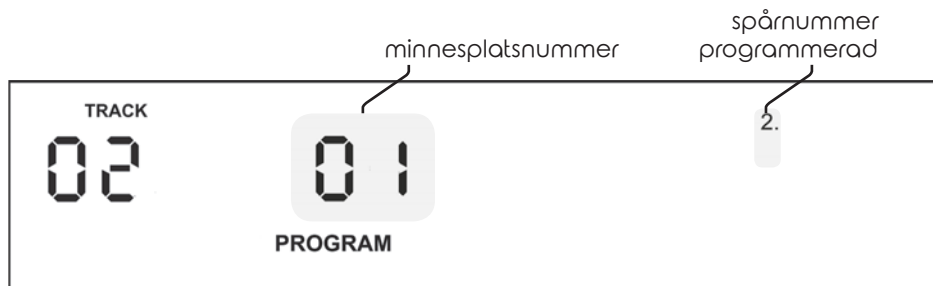 spårnummer
programmerad
minnesplatsnummer
TRACK
2.
02 01
PROGRAM